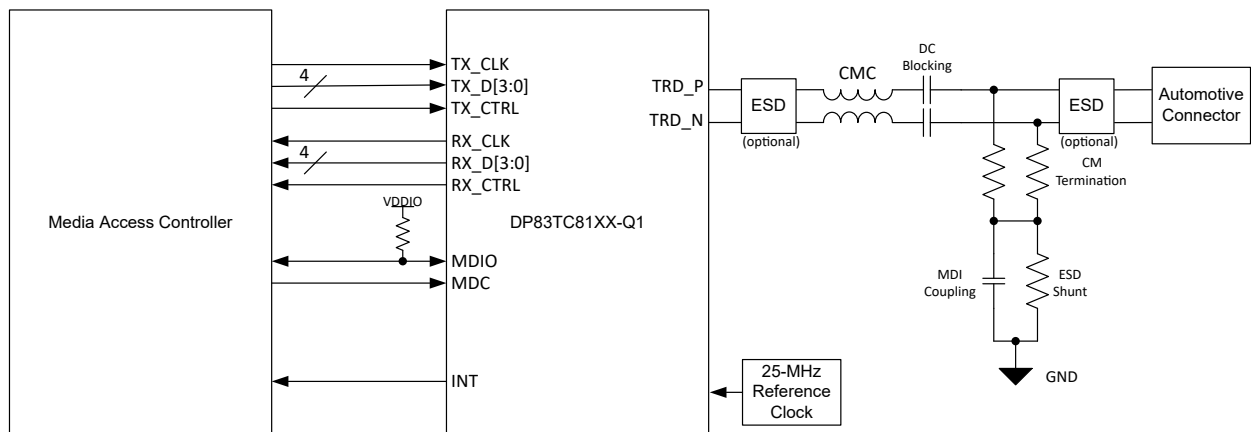 Media Access Controller
4
4
VDDIO
TX_CLK
TX_D[3:0]
TX_CTRL
RX_CLK
RX_D[3:0]
RX_CTRL
MDIO
MDC
INT
DP83TC81XX-Q1
TRD_P
TRD_N
25-MHz
Reference
Clock
ESD
(optional)
CMC
DC
Blocking
ESD
(optional)
Automotive
Connector
CM
Termination
MDI
Coupling
ESD
Shunt
GND